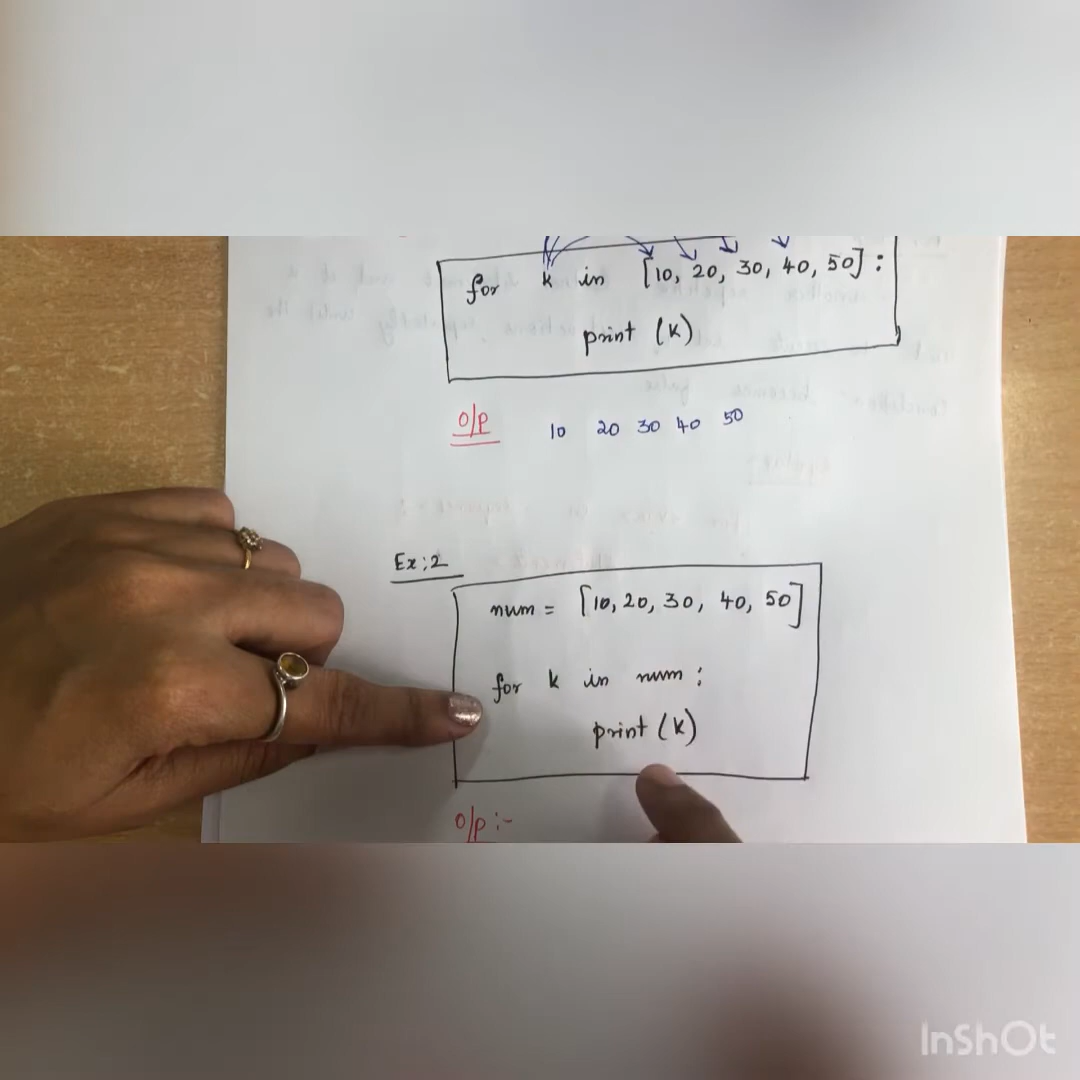 for k in [10, 20, 30, 40, 50] :
print (k)
O/P 10 20 30 40 50
Ex:2
num = [10, 20, 30, 40, 50]
for k in num :
print (k)
O/P :-
InShOt